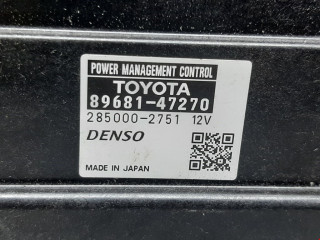 POWER MANAGEMENT CONTROL
TOYOTA
89681-47270
285000-2751 12V
DENSO
MADE IN JAPAN